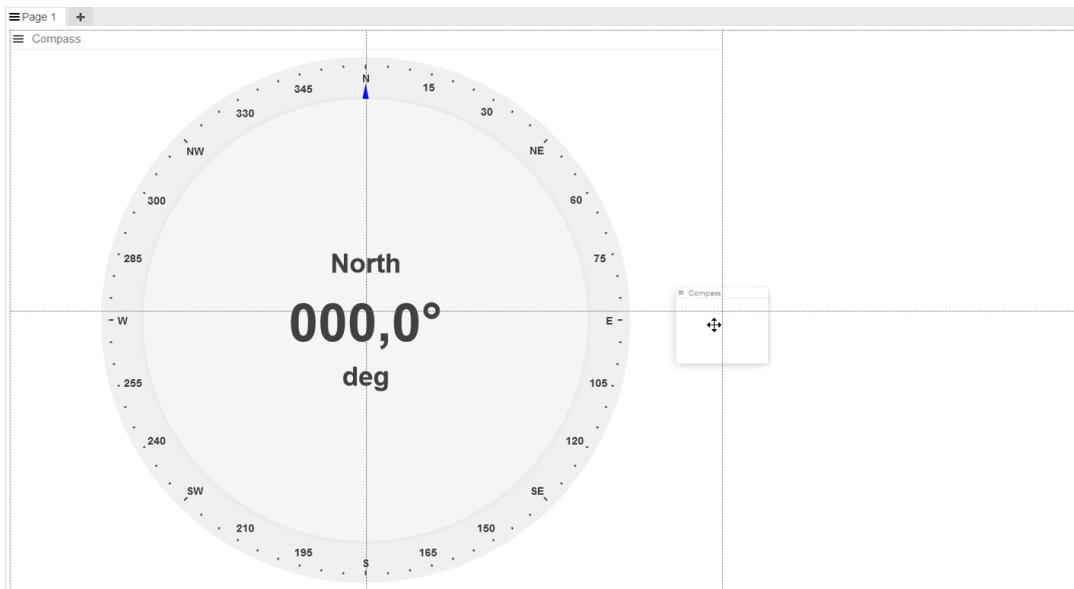 Page 1 +
Compass
N
345 15
330 30
NW NE
300 60
North
285 75
Compass
000,0°
W E
deg
255 105
240 120
SW SE
210 150
195 165
S